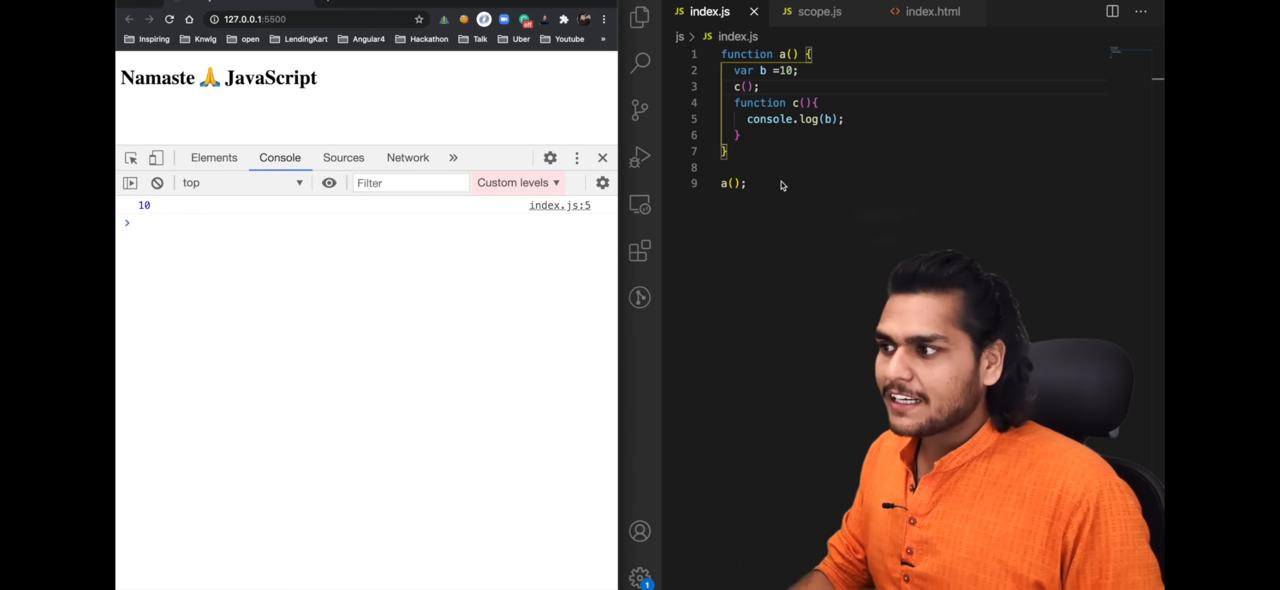 127.0.0.1:5500
Inspiring Knwlg open LendingKart Angular4 Hackathon Talk Uber Youtube »
Namaste 🙏 JavaScript
Elements Console Sources Network »
top ▼ Filter Custom levels ▼
10 index.js:5
>
JS index.js × JS scope.js <> index.html ...
js > JS index.js
1 function a() {
2 var b =10;
3 c();
4 function c(){
5 console.log(b);
6 }
7 }
8
9 a();
off
1